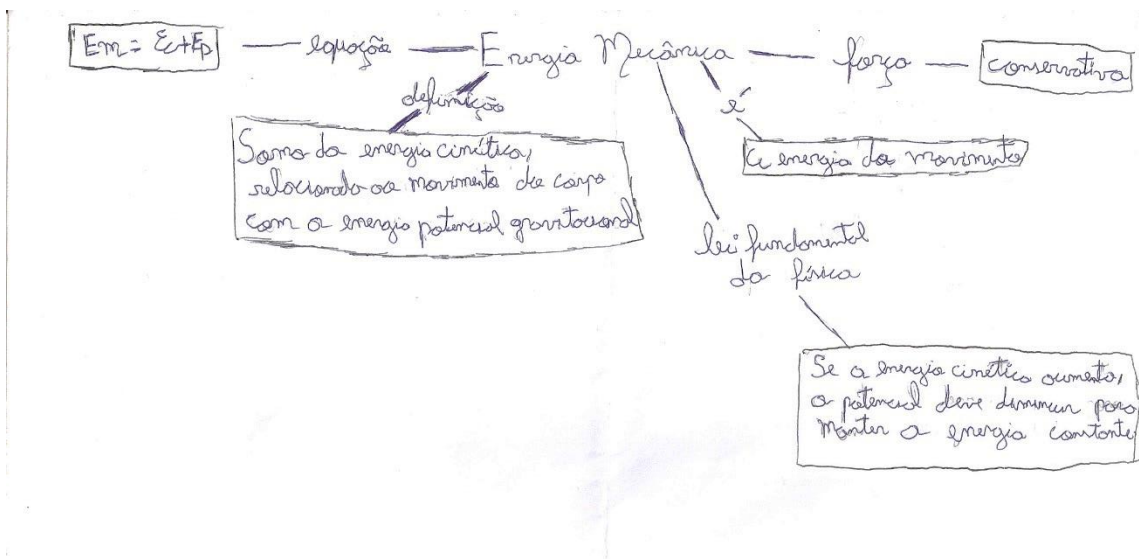 Em = Ec+Ep
equação
Energia Mecânica
força
conservativa
definição
é
Soma da energia cinética,
relacionado ao movimento do corpo
com a energia potencial gravitacional
a energia do movimento
lei fundamental
da física
Se a energia cinética aumenta,
a potencial deve diminuir para
manter a energia constante